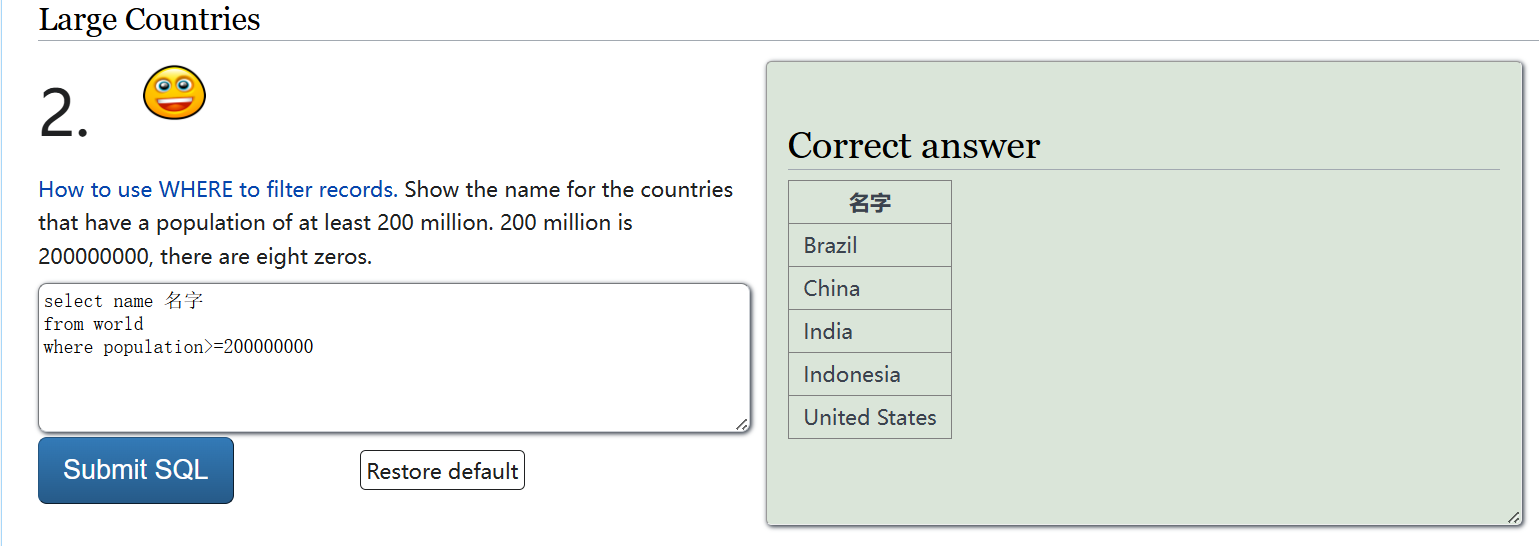 Large Countries
2.
How to use WHERE to filter records. Show the name for the countries
that have a population of at least 200 million. 200 million is
200000000, there are eight zeros.
select name 名字
from world
where population>=200000000
Submit SQL
Restore default
Correct answer
名字
Brazil
China
India
Indonesia
United States